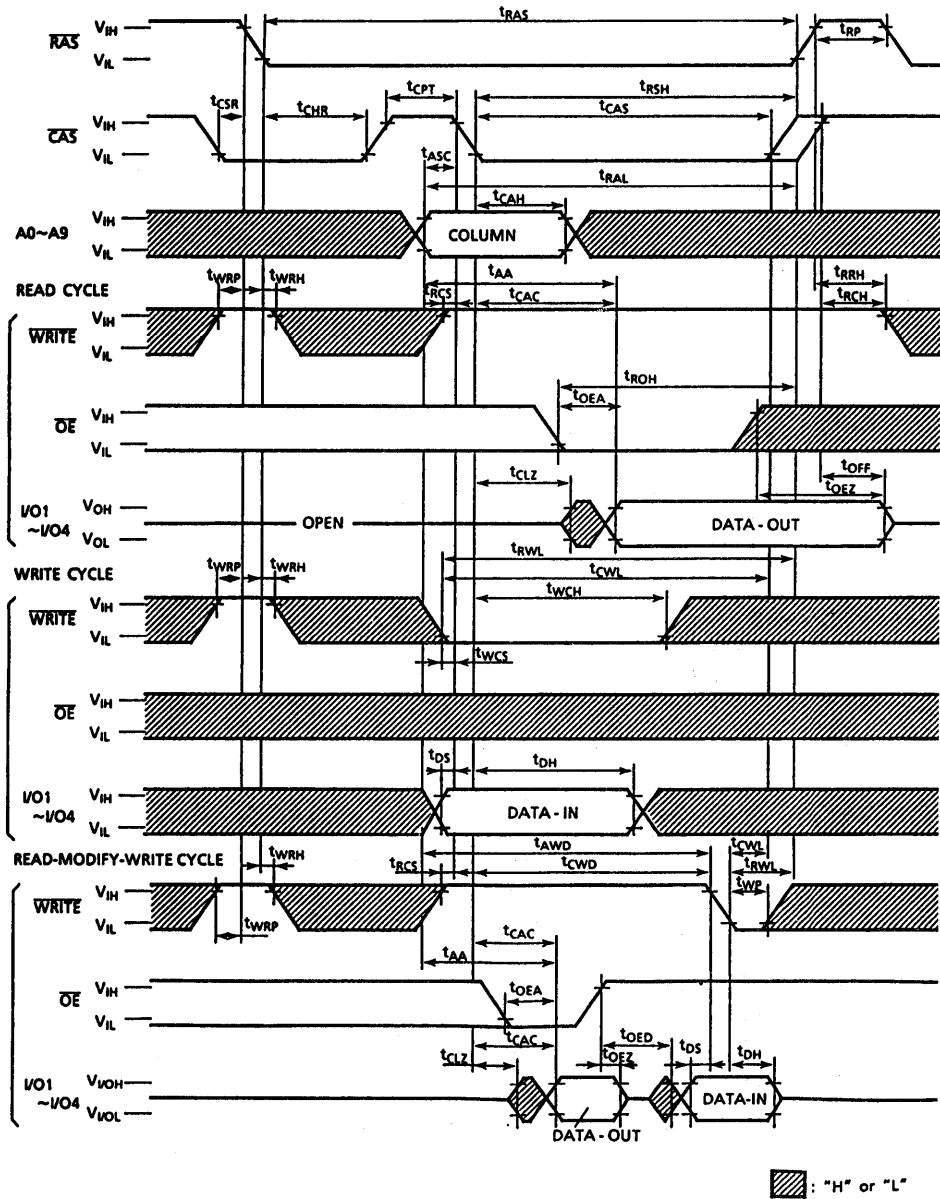 tRAS
RAS VIH
VIL
tRP
tCSR tCHR tCPT tRSH
tCAS
CAS VIH
VIL
tASC
tRAL
tCAH
A0~A9 VIH
VIL
COLUMN
tWRP tWRH tAA
tRCS tCAC
tRRH
tRCH
READ CYCLE
WRITE VIH
VIL
tROH
tOEA
OE VIH
VIL
tCLZ
tOFF
tOEZ
I/O1
~I/O4
VOH
VOL
OPEN
DATA-OUT
tRWL
tWRP tWRH tCWL
WRITE CYCLE
tWCH
WRITE VIH
VIL
tWCS
OE VIH
VIL
tDS tDH
I/O1
~I/O4
VIH
VIL
DATA-IN
READ-MODIFY-WRITE CYCLE
tWRH tAWD tCWL
tRCS tCWD tRWL
tWP
WRITE VIH
VIL
tWRP
tCAC
tAA
OE VIH
VIL
tOEA
tCAC
tCLZ
tOED
tOEZ
tDS tDH
I/O1
~I/O4
VI/OH
VI/OL
DATA-IN
DATA-OUT
: "H" or "L"